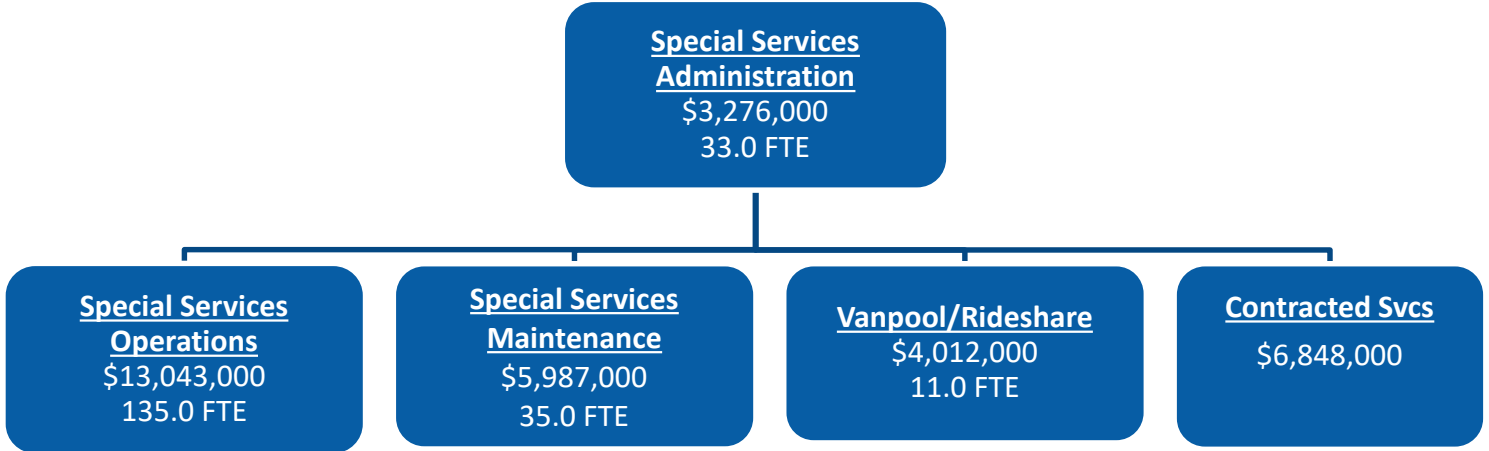 Special Services
Administration
$3,276,000
33.0 FTE
Special Services
Operations
$13,043,000
135.0 FTE
Special Services
Maintenance
$5,987,000
35.0 FTE
Vanpool/Rideshare
$4,012,000
11.0 FTE
Contracted Svcs
$6,848,000